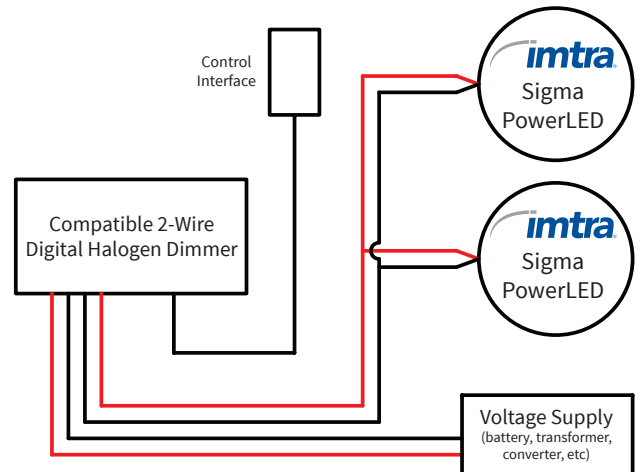 Control
Interface
imtra
Sigma
PowerLED
Compatible 2-Wire
Digital Halogen Dimmer
imtra
Sigma
PowerLED
Voltage Supply
(battery, transformer,
converter, etc)